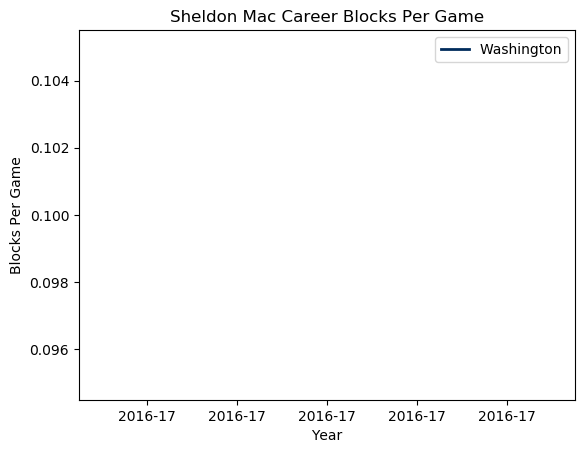 Sheldon Mac Career Blocks Per Game
Washington
0.104
0.102
0.100
0.098
0.096
Blocks Per Game
2016-17 2016-17 2016-17 2016-17 2016-17
Year